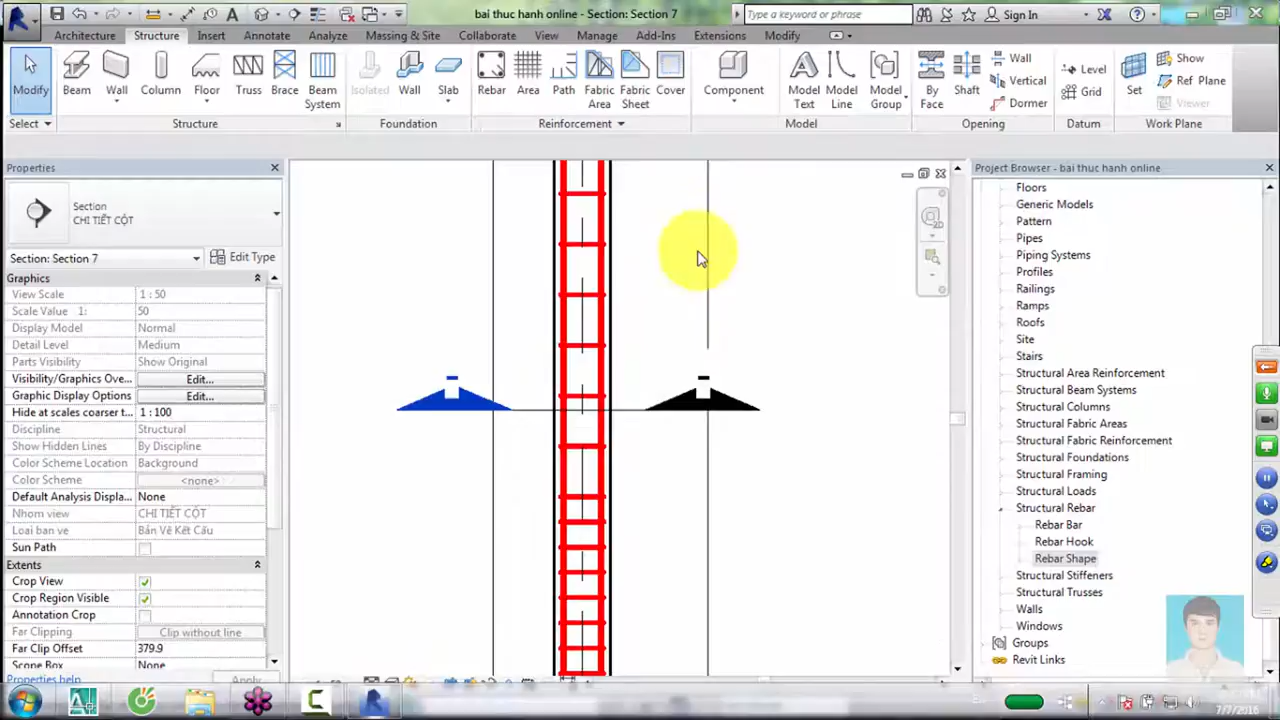 bai thuc hanh online - Section: Section 7
Type a keyword or phrase
Sign In
Architecture
Structure
Insert
Annotate
Analyze
Massing & Site
Collaborate
View
Manage
Add-Ins
Extensions
Modify
Modify
Beam
Wall
Column
Floor
Truss
Brace
Beam System
Isolated
Wall
Slab
Rebar
Area
Path
Fabric Area
Fabric Sheet
Cover
Component
Model Text
Model Line
Model Group
By Face
Shaft
Wall
Vertical
Dormer
Level
Grid
Set
Show
Ref Plane
Viewer
Select
Structure
Foundation
Reinforcement
Model
Opening
Datum
Work Plane
Properties
Section
CHI TIẾT CỘT
Section: Section 7
Edit Type
Graphics
View Scale 1 : 50
Scale Value 1: 50
Display Model Normal
Detail Level Medium
Parts Visibility Show Original
Visibility/Graphics Ove... Edit...
Graphic Display Options Edit...
Hide at scales coarser t... 1 : 100
Discipline Structural
Show Hidden Lines By Discipline
Color Scheme Location Background
Color Scheme <none>
Default Analysis Displa... None
Nhom view CHI TIẾT CỘT
Loai ban ve Bản Vẽ Kết Cấu
Sun Path
Extents
Crop View
Crop Region Visible
Annotation Crop
Far Clipping Clip without line
Far Clip Offset 379.9
Scope Box None
Properties help
Apply
Project Browser - bai thuc hanh online
Floors
Generic Models
Pattern
Pipes
Piping Systems
Profiles
Railings
Ramps
Roofs
Site
Stairs
Structural Area Reinforcement
Structural Beam Systems
Structural Columns
Structural Fabric Areas
Structural Fabric Reinforcement
Structural Foundations
Structural Framing
Structural Loads
Structural Rebar
Rebar Bar
Rebar Hook
Rebar Shape
Structural Stiffeners
Structural Trusses
Walls
Windows
Groups
Revit Links
7/7/2016